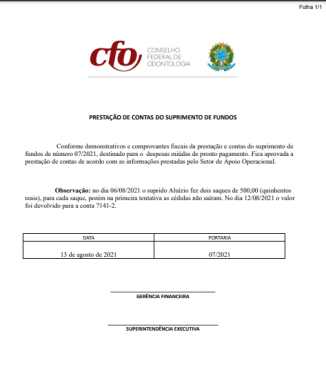 Folha 1/1
cfo CONSELHO
FEDERAL DE
ODONTOLOGIA
PRESTAÇÃO DE CONTAS DO SUPRIMENTO DE FUNDOS
Conforme demonstrativos e comprovantes fiscais da prestação e contas do suprimento de
fundos de número 07/2021, destinado para o despesas miúdas de pronto pagamento. Fica aprovada a
prestação de contas de acordo com as informações prestadas pelo Setor de Apoio Operacional.
Observação: no dia 06/08/2021 o suprido Aluízio fez dois saques de 500,00 (quinhentos
reais), para cada saque, porém na primeira tentativa as cédulas não saíram. No dia 12/08/2021 o valor
foi devolvido para a conta 7141-2.
DATA PORTARIA
13 de agosto de 2021 07/2021
GERÊNCIA FINANCEIRA
SUPERINTENDÊNCIA EXECUTIVA